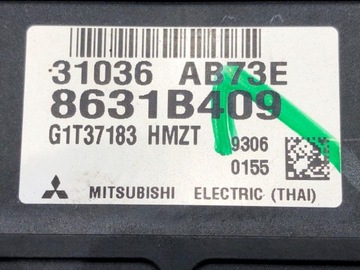 31036 AB73E
8631B409
G1T37183 HMZT
9306
0155
MITSUBISHI ELECTRIC (THAI)